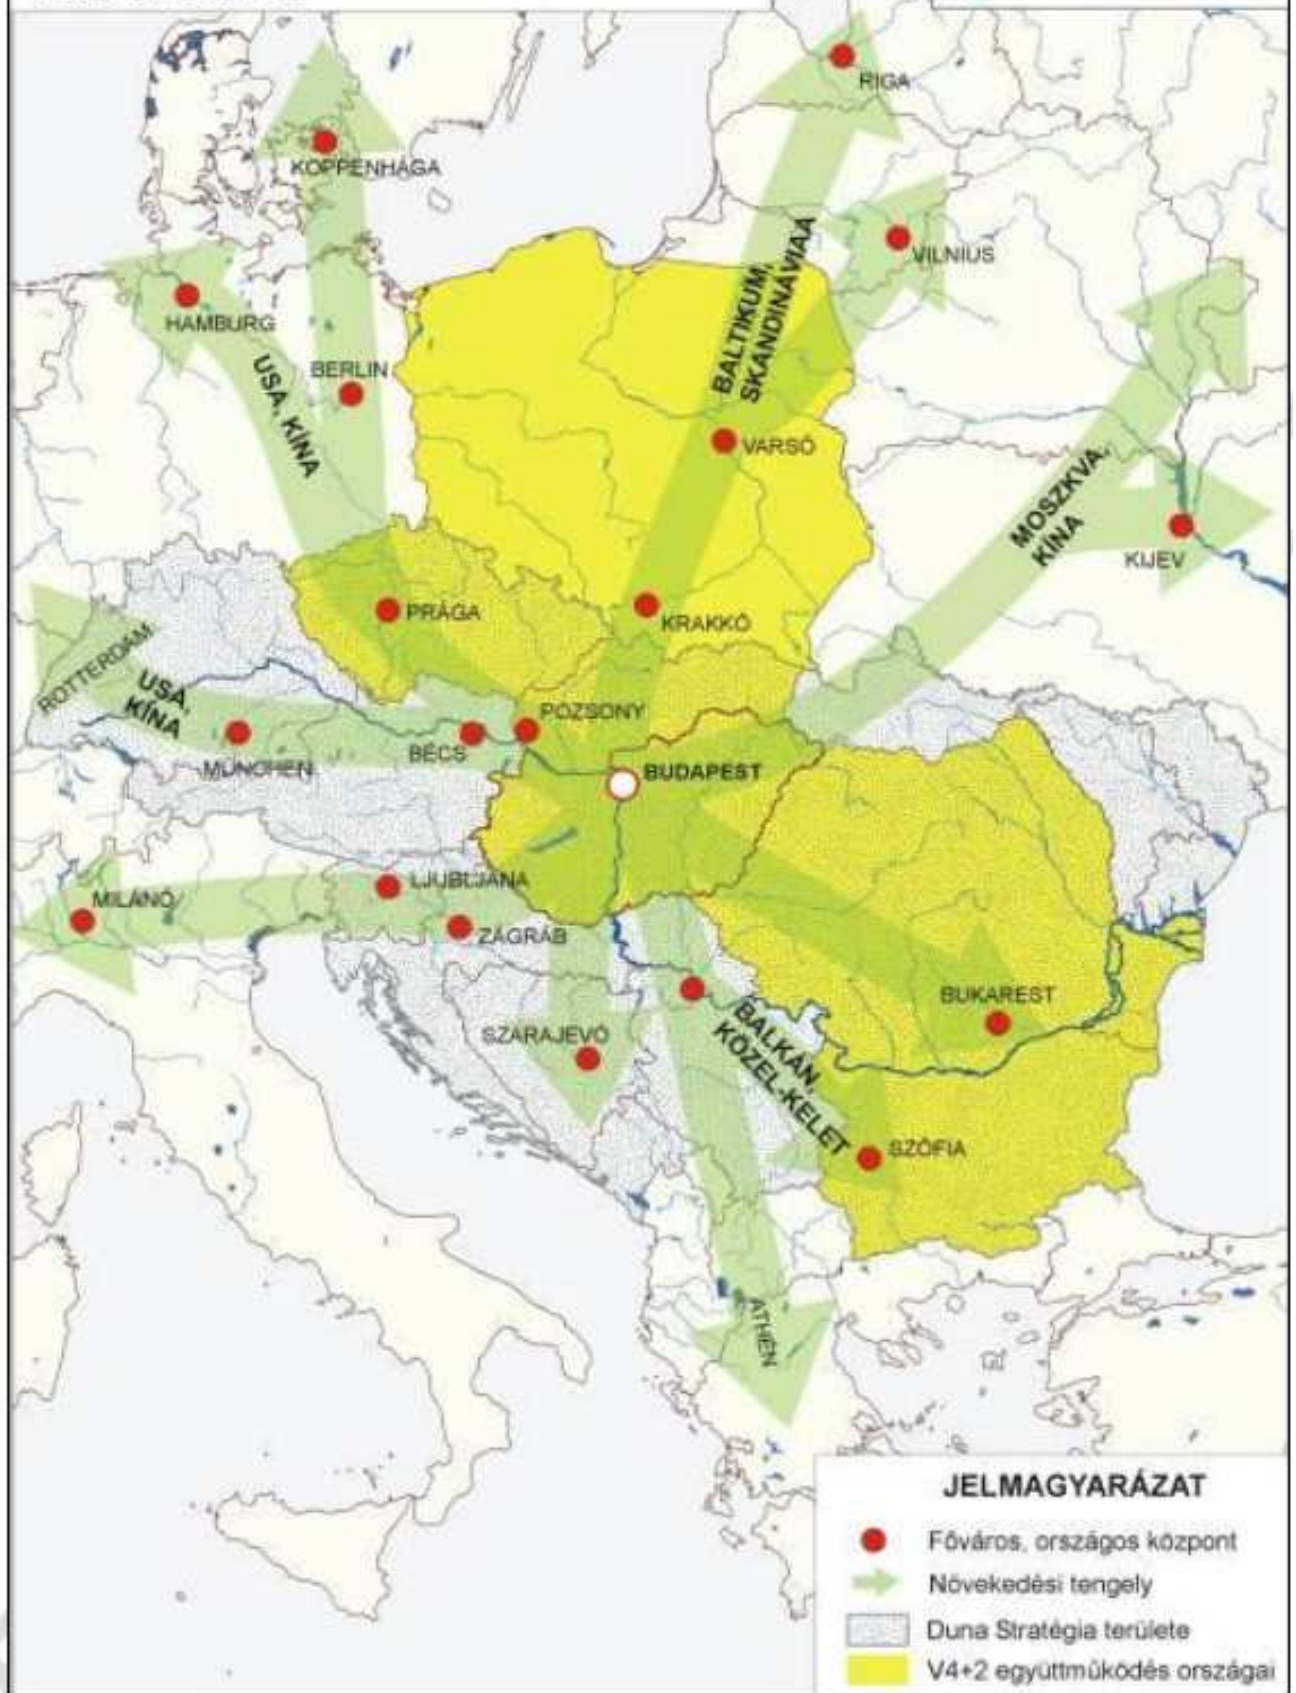 RIGA
KOPPENHÁGA
BALTIKUM,
SKANDINÁVIAA
VILNIUS
HAMBURG
USA, KÍNA
BERLIN
VARSÓ
MOSZKVA,
KÍNA
KIJEV
PRÁGA
KRAKKÓ
ROTTERDAM
USA,
KÍNA
POZSONY
BÉCS
MÜNCHEN
BUDAPEST
LJUBLJANA
MILÁNÓ
ZÁGRÁB
BUKAREST
SZARAJEVÓ
BALKÁN,
KÖZEL-KELET
SZÓFIA
ATHÉN
JELMAGYARÁZAT
Főváros, országos központ
Növekedési tengely
Duna Stratégia területe
V4+2 együttműködés országai